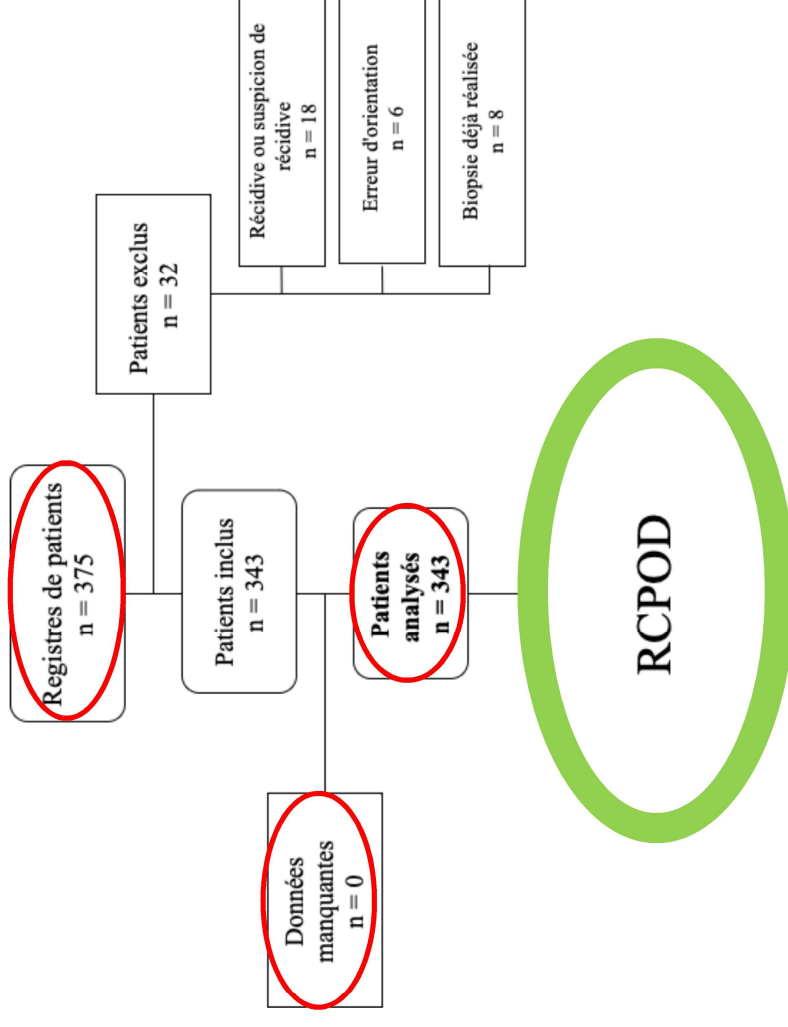 Registres de patients
n = 375
Patients exclus
n = 32
Récidive ou suspicion de
récidive
n = 18
Erreur d'orientation
n = 6
Biopsie déjà réalisée
n = 8
Patients inclus
n = 343
Données
manquantes
n = 0
Patients
analysés
n = 343
RCPOD